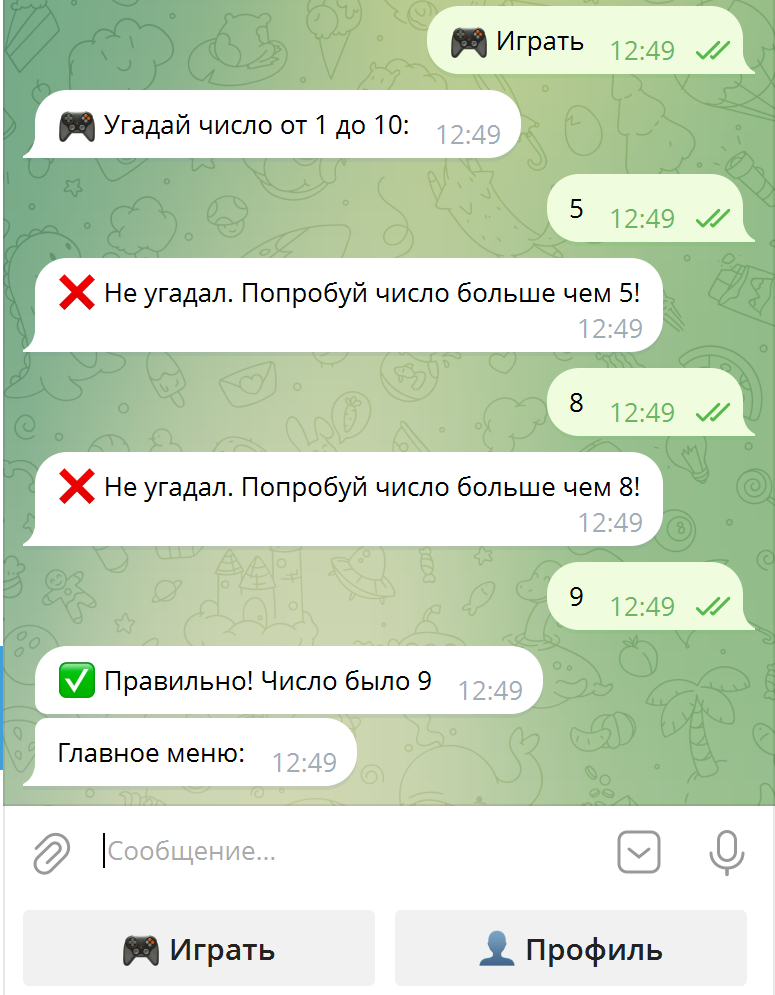 🎮 Играть 12:49
🎮 Угадай число от 1 до 10: 12:49
5 12:49
❌ Не угадал. Попробуй число больше чем 5!
12:49
8 12:49
❌ Не угадал. Попробуй число больше чем 8!
12:49
9 12:49
✅ Правильно! Число было 9 12:49
Главное меню: 12:49
Сообщение...
🎮 Играть
👤 Профиль